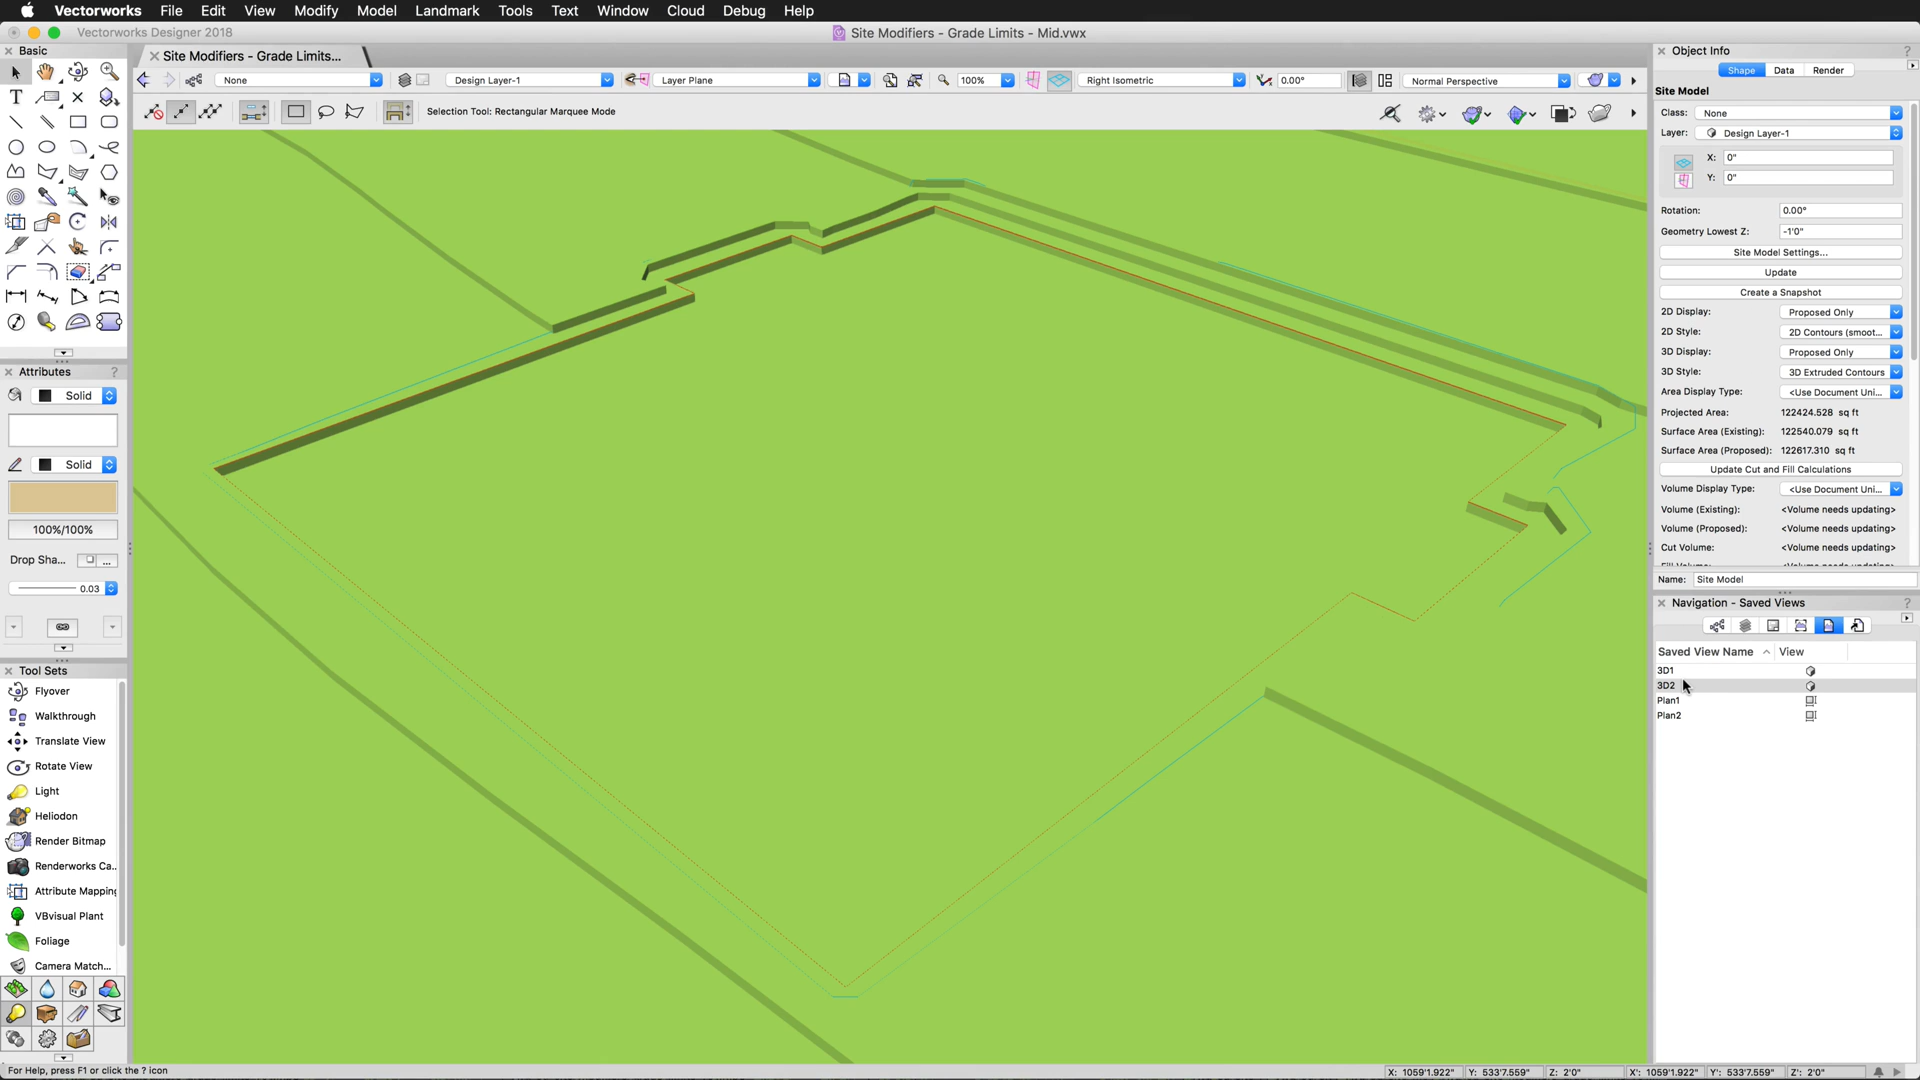 Vectorworks File Edit View Modify Model Landmark Tools Text Window Cloud Debug Help
Vectorworks Designer 2018
Site Modifiers - Grade Limits - Mid.vwx
Basic
Site Modifiers - Grade Limits...
None
Design Layer-1
Layer Plane
100%
Right Isometric
0.00°
Normal Perspective
Selection Tool: Rectangular Marquee Mode
Attributes ?
Solid
Solid
100%/100%
Drop Sha...
...
0.03
Tool Sets
Flyover
Walkthrough
Translate View
Rotate View
Light
Heliodon
Render Bitmap
Renderworks Ca...
Attribute Mapping
VBvisual Plant
Foliage
Camera Match...
Object Info ?
Shape Data Render
Site Model
Class: None
Layer: Design Layer-1
X: 0"
Y: 0"
Rotation: 0.00°
Geometry Lowest Z: -1'0"
Site Model Settings...
Update
Create a Snapshot
2D Display: Proposed Only
2D Style: 2D Contours (smoot...
3D Display: Proposed Only
3D Style: 3D Extruded Contours
Area Display Type: <Use Document Uni...
Projected Area: 122424.528 sq ft
Surface Area (Existing): 122540.079 sq ft
Surface Area (Proposed): 122617.310 sq ft
Update Cut and Fill Calculations
Volume Display Type: <Use Document Uni...
Volume (Existing): <Volume needs updating>
Volume (Proposed): <Volume needs updating>
Cut Volume: <Volume needs updating>
Name: Site Model
Navigation - Saved Views ?
Saved View Name View
3D1
3D2
Plan1
Plan2
For Help, press F1 or click the ? icon
X: 1059'1.922" Y: 533'7.559" Z: 2'0" X': 1059'1.922" Y': 533'7.559" Z': 2'0"